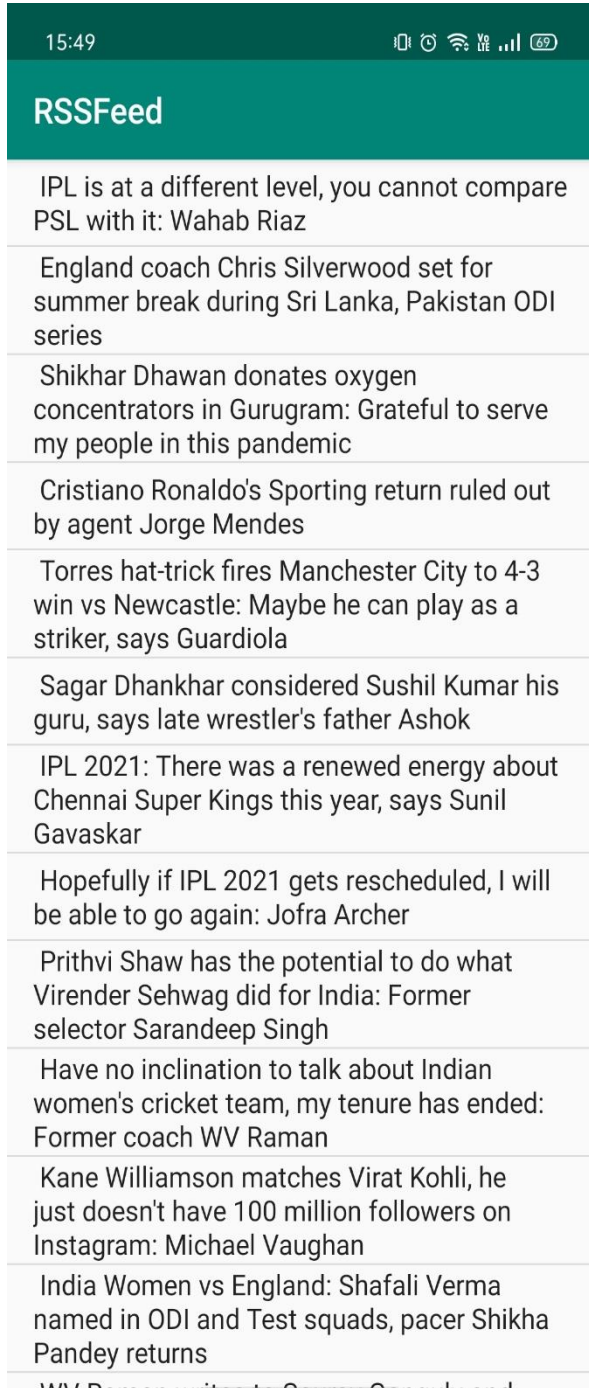 15:49
Vo
LTE
69
RSSFeed
IPL is at a different level, you cannot compare
PSL with it: Wahab Riaz
England coach Chris Silverwood set for
summer break during Sri Lanka, Pakistan ODI
series
Shikhar Dhawan donates oxygen
concentrators in Gurugram: Grateful to serve
my people in this pandemic
Cristiano Ronaldo's Sporting return ruled out
by agent Jorge Mendes
Torres hat-trick fires Manchester City to 4-3
win vs Newcastle: Maybe he can play as a
striker, says Guardiola
Sagar Dhankhar considered Sushil Kumar his
guru, says late wrestler's father Ashok
IPL 2021: There was a renewed energy about
Chennai Super Kings this year, says Sunil
Gavaskar
Hopefully if IPL 2021 gets rescheduled, I will
be able to go again: Jofra Archer
Prithvi Shaw has the potential to do what
Virender Sehwag did for India: Former
selector Sarandeep Singh
Have no inclination to talk about Indian
women's cricket team, my tenure has ended:
Former coach WV Raman
Kane Williamson matches Virat Kohli, he
just doesn't have 100 million followers on
Instagram: Michael Vaughan
India Women vs England: Shafali Verma
named in ODI and Test squads, pacer Shikha
Pandey returns